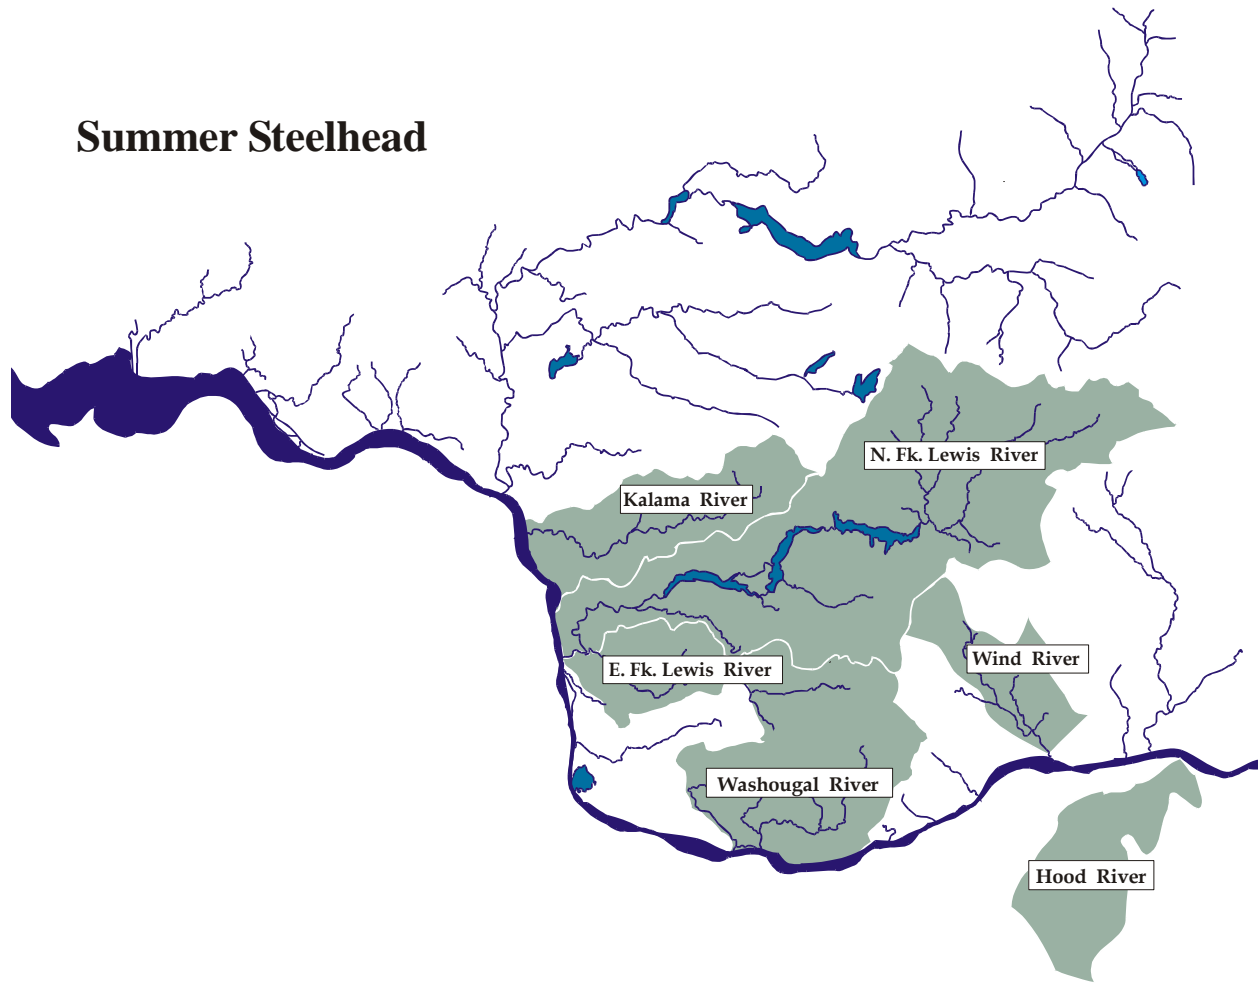 Summer Steelhead
N. Fk. Lewis River
Kalama River
Wind River
E. Fk. Lewis River
Washougal River
Hood River